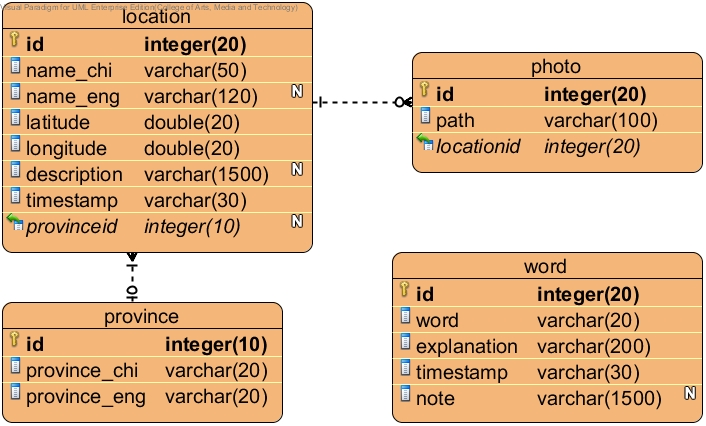 Visual Paradigm for UML Enterprise Edition(College of Arts, Media and Technology)
location
id integer(20)
name_chi varchar(50)
name_eng varchar(120) N
latitude double(20)
longitude double(20)
description varchar(1500) N
timestamp varchar(30)
provinceid integer(10) N
photo
id integer(20)
path varchar(100)
locationid integer(20)
province
id integer(10)
province_chi varchar(20)
province_eng varchar(20)
word
id integer(20)
word varchar(20)
explanation varchar(200)
timestamp varchar(30)
note varchar(1500) N